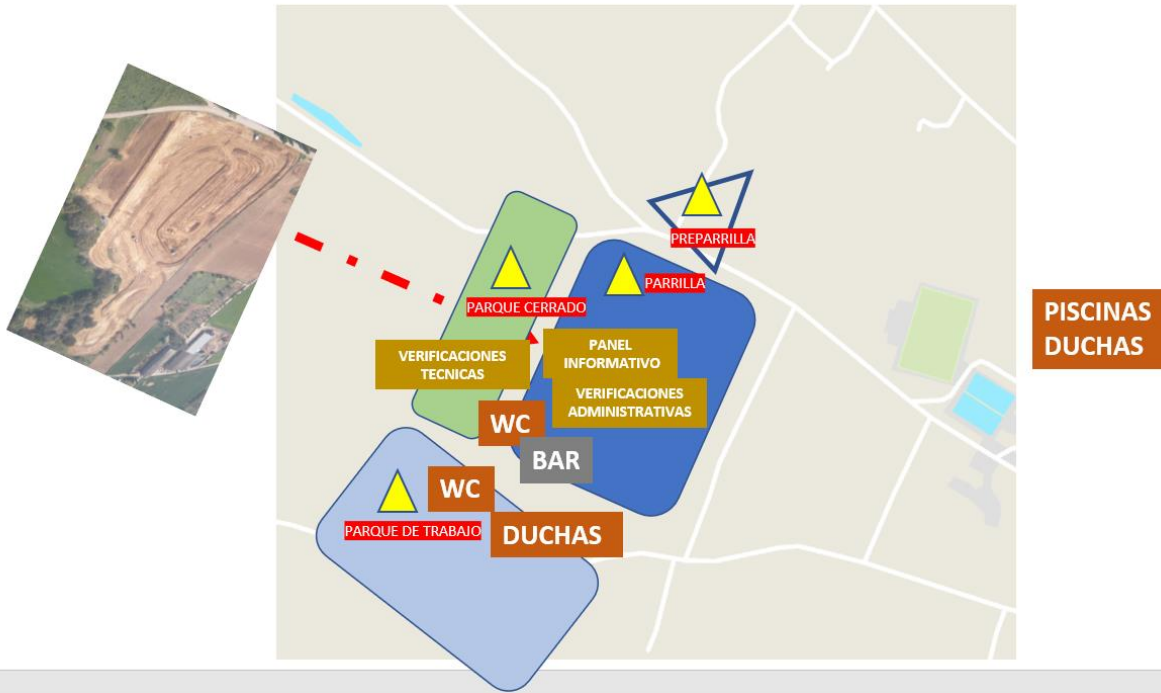 PREPARRILLA
PARRILLA
PARQUE CERRADO
PISCINAS
DUCHAS
VERIFICACIONES
TECNICAS
PANEL
INFORMATIVO
VERIFICACIONES
ADMINISTRATIVAS
WC
BAR
WC
PARQUE DE TRABAJO
DUCHAS